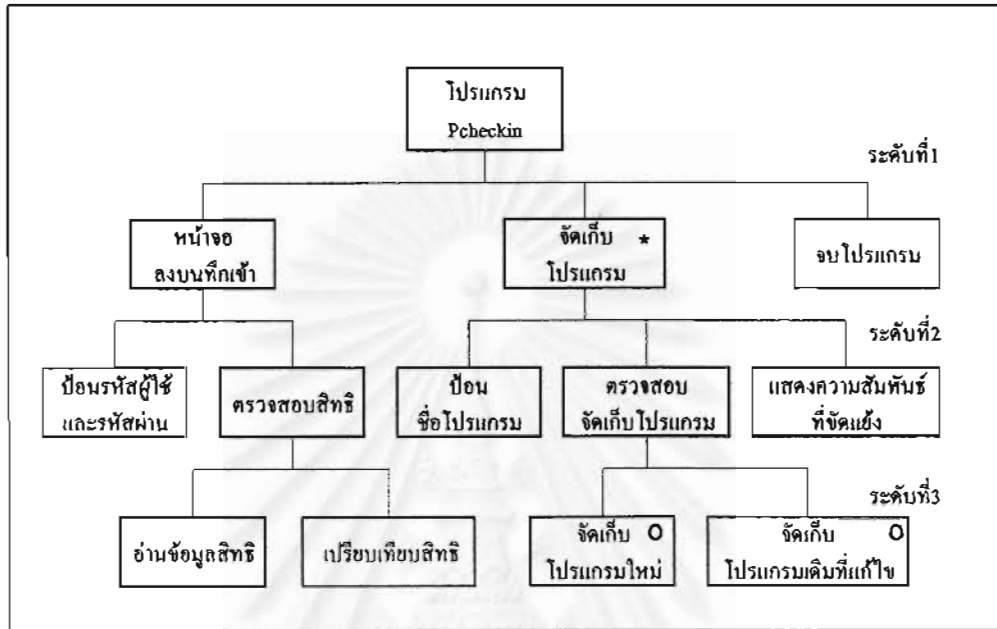 โปรแกรม
Pcheckin
ระดับที่1
หน้าจอ
ลงบนทึกเข้า
จัดเก็บ *
โปรแกรม
จบโปรแกรม
ระดับที่2
ป้อนรหัสผู้ใช้
และรหัสผ่าน
ตรวจสอบสิทธิ
ป้อน
ชื่อโปรแกรม
ตรวจสอบ
จัดเก็บโปรแกรม
แสดงความสัมพันธ์
ที่ขัดแย้ง
ระดับที่3
อ่านข้อมูลสิทธิ
เปรียบเทียบสิทธิ
จัดเก็บ O
โปรแกรมใหม่
จัดเก็บ O
โปรแกรมเดิมที่แก้ไข